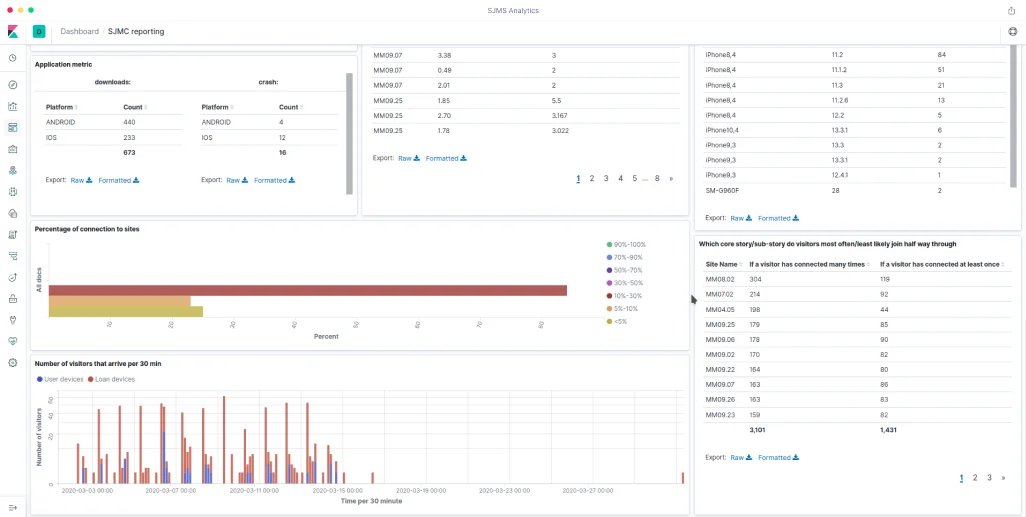 SJMS Analytics
D
Dashboard / SJMC reporting
Application metric
downloads:
Platform Count
ANDROID 440
IOS 233
673
Export: Raw Formatted
crash:
Platform Count
ANDROID 4
IOS 12
16
Export: Raw Formatted
MM09.07 3.38 3
MM09.07 0.49 2
MM09.07 2.01 2
MM09.25 1.85 5.5
MM09.25 2.70 3.167
MM09.25 1.78 3.022
Export: Raw Formatted
1 2 3 4 5 ... 8 »
iPhone8,4 11.2 84
iPhone8,4 11.1.2 51
iPhone8,4 11.3 21
iPhone8,4 11.2.6 13
iPhone8,4 12.2 5
iPhone10,4 13.3.1 6
iPhone9,3 13.3 2
iPhone9,3 13.3.1 2
iPhone9,3 12.4.1 1
SM-G960F 28 2
Export: Raw Formatted
Percentage of connection to sites
All docs
10 20 30 40 50 60 70 80
Percent
90%-100%
70%-90%
50%-70%
30%-50%
10%-30%
5%-10%
<5%
Number of visitors that arrive per 30 min
User devices Loan devices
Number of visitors
60
40
20
0
2020-03-03 00:00 2020-03-07 00:00 2020-03-11 00:00 2020-03-15 00:00 2020-03-19 00:00 2020-03-23 00:00 2020-03-27 00:00
Time per 30 minute
Which core story/sub-story do visitors most often/least likely join half way through
Site Name If a visitor has connected many times If a visitor has connected at least once
MM08.02 304 119
MM07.02 214 92
MM04.05 198 44
MM09.25 179 85
MM09.06 178 90
MM09.02 170 82
MM09.22 164 80
MM09.07 163 86
MM09.26 163 83
MM09.23 159 82
3,101 1,431
Export: Raw Formatted
1 2 3 »